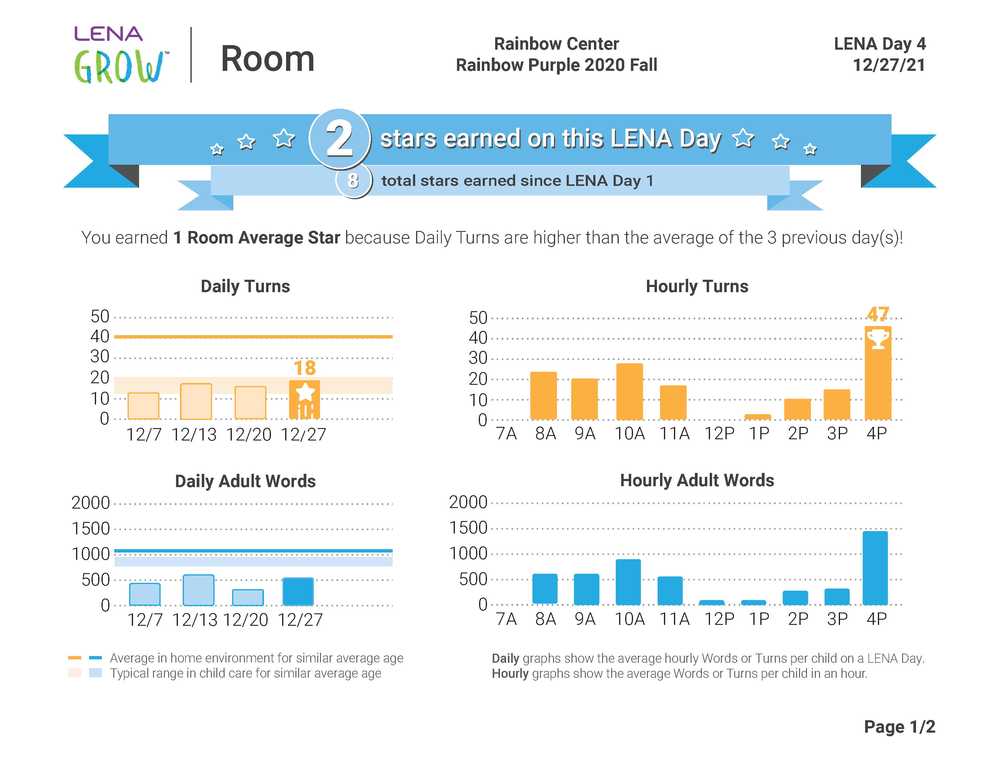 LENA
GROW™
Room
Rainbow Center
Rainbow Purple 2020 Fall
LENA Day 4
12/27/21
2 stars earned on this LENA Day
8 total stars earned since LENA Day 1
You earned 1 Room Average Star because Daily Turns are higher than the average of the 3 previous day(s)!
Daily Turns
50
40
30
20
10
0
18
12/7 12/13 12/20 12/27
Hourly Turns
50
40
30
20
10
0
47
7A 8A 9A 10A 11A 12P 1P 2P 3P 4P
Daily Adult Words
2000
1500
1000
500
0
12/7 12/13 12/20 12/27
Hourly Adult Words
2000
1500
1000
500
0
7A 8A 9A 10A 11A 12P 1P 2P 3P 4P
Average in home environment for similar average age
Typical range in child care for similar average age
Daily graphs show the average hourly Words or Turns per child on a LENA Day.
Hourly graphs show the average Words or Turns per child in an hour.
Page 1/2